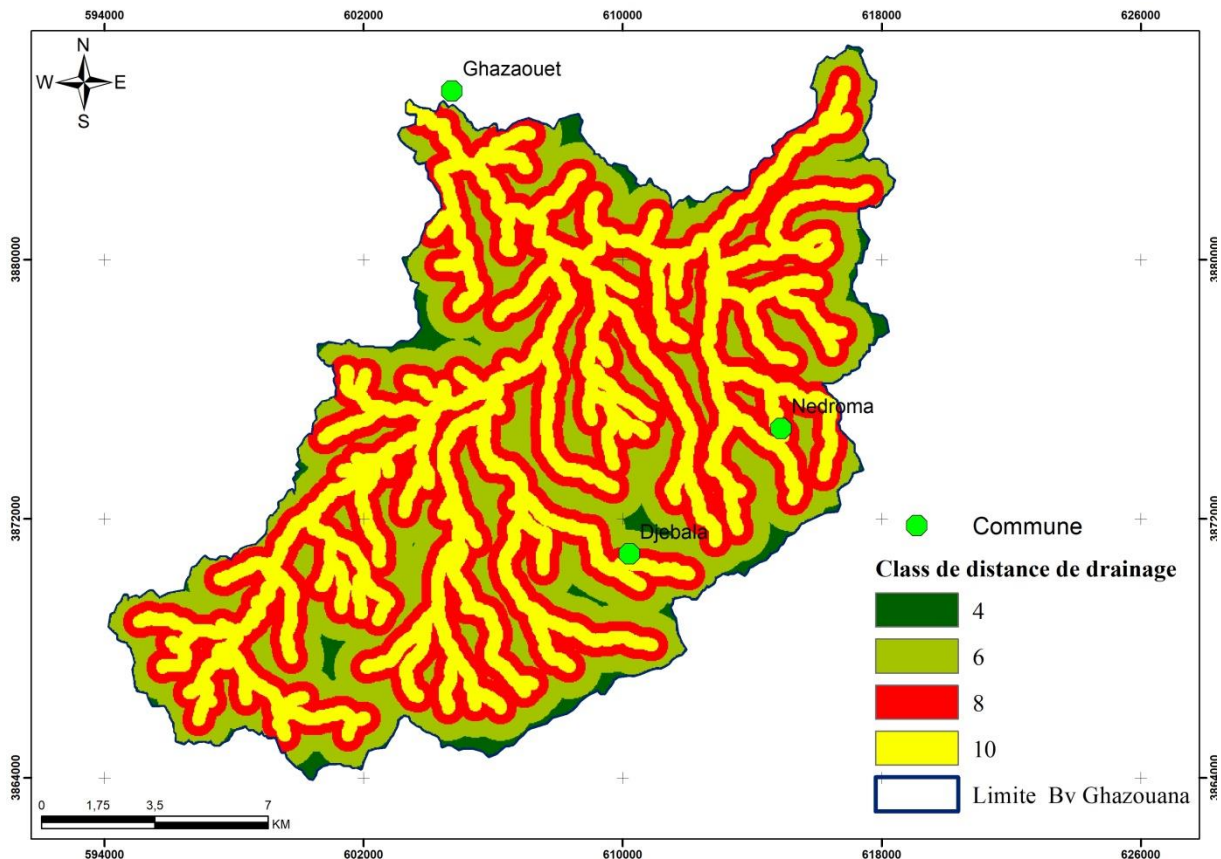 594000 602000 610000 618000 626000
N
W E
S
Ghazaouet
3880000 3880000
Nedroma
3872000 3872000
Djebala
Commune
Class de distance de drainage
4
6
8
10
Limite Bv Ghazouana
3864000 3864000
0 1,75 3,5 7
KM
594000 602000 610000 618000 626000